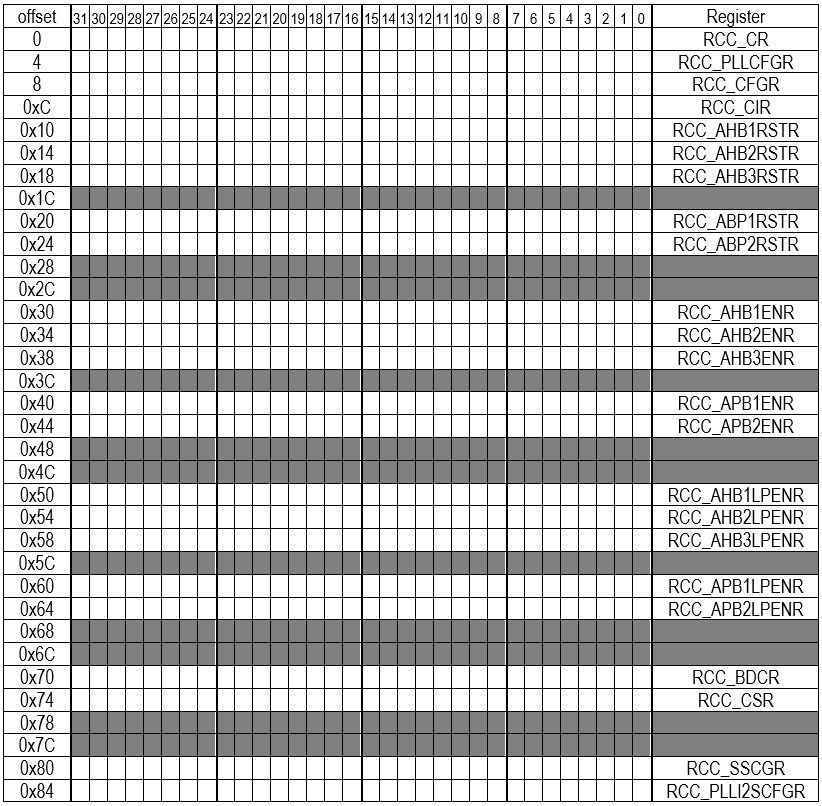 offset 31 30 29 28 27 26 25 24 23 22 21 20 19 18 17 16 15 14 13 12 11 10 9 8 7 6 5 4 3 2 1 0 Register
0 RCC_CR
4 RCC_PLLCFGR
8 RCC_CFGR
0xC RCC_CIR
0x10 RCC_AHB1RSTR
0x14 RCC_AHB2RSTR
0x18 RCC_AHB3RSTR
0x1C
0x20 RCC_ABP1RSTR
0x24 RCC_ABP2RSTR
0x28
0x2C
0x30 RCC_AHB1ENR
0x34 RCC_AHB2ENR
0x38 RCC_AHB3ENR
0x3C
0x40 RCC_APB1ENR
0x44 RCC_APB2ENR
0x48
0x4C
0x50 RCC_AHB1LPENR
0x54 RCC_AHB2LPENR
0x58 RCC_AHB3LPENR
0x5C
0x60 RCC_APB1LPENR
0x64 RCC_APB2LPENR
0x68
0x6C
0x70 RCC_BDCR
0x74 RCC_CSR
0x78
0x7C
0x80 RCC_SSCGR
0x84 RCC_PLLI2SCFGR